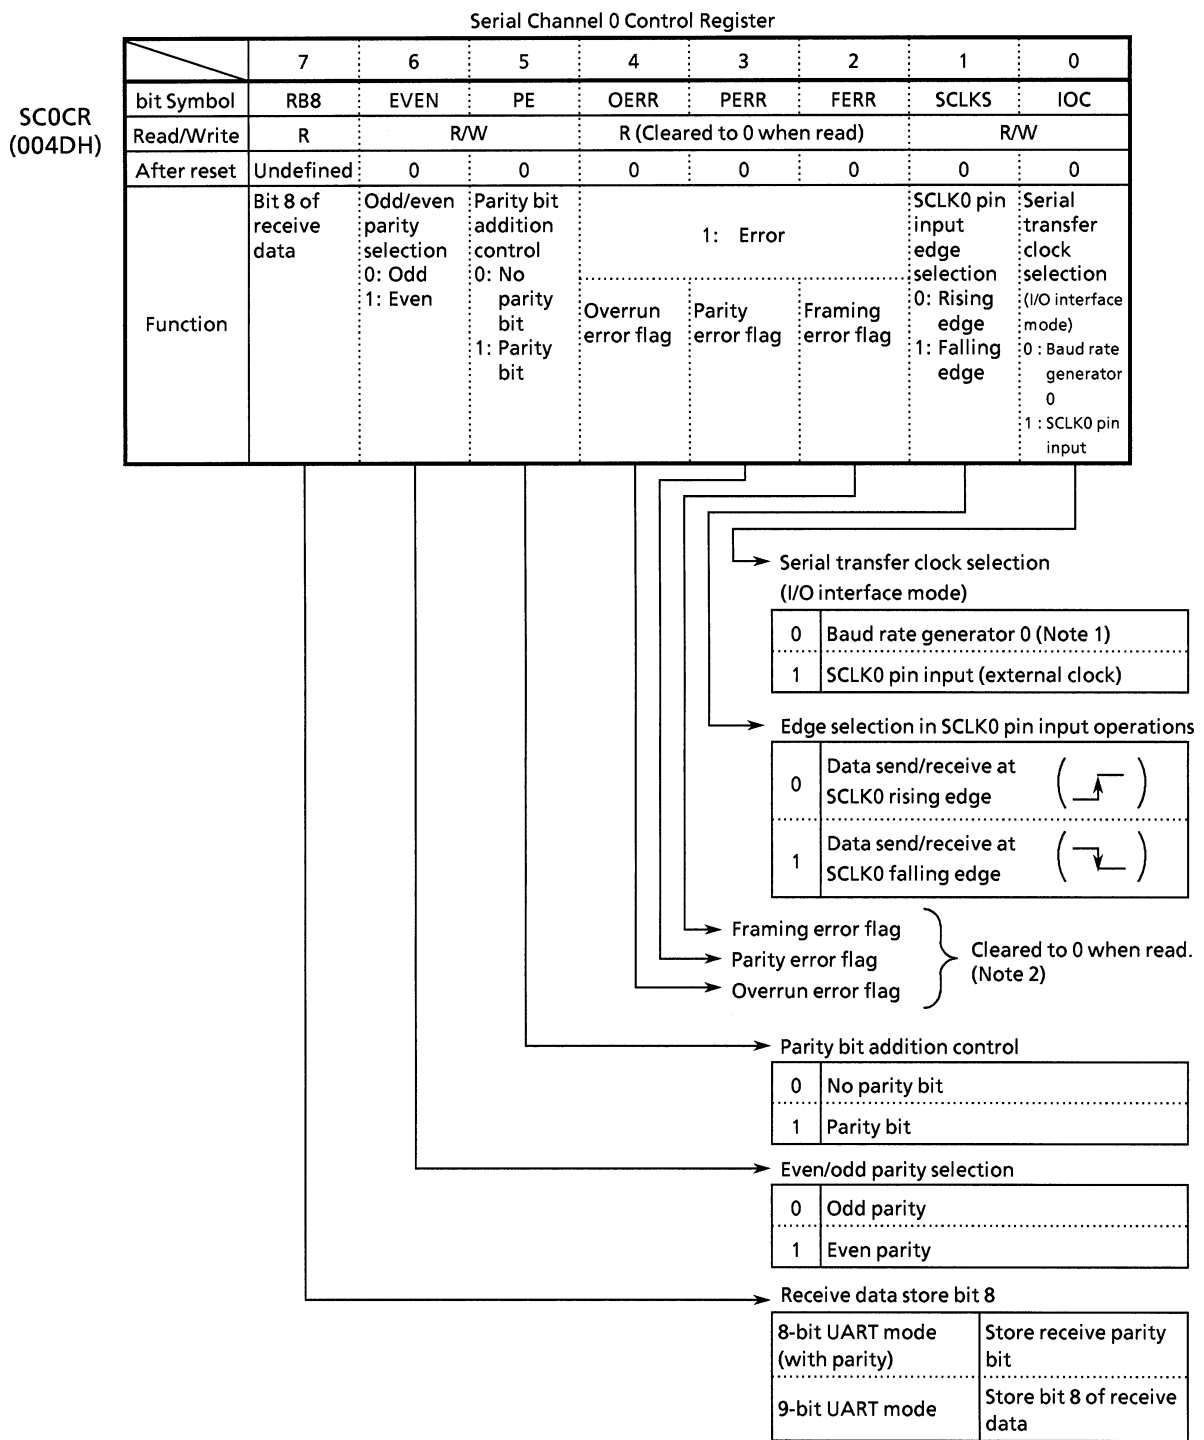 Serial Channel 0 Control Register
SC0CR
(004DH)
7 6 5 4 3 2 1 0
bit Symbol RB8 EVEN PE OERR PERR FERR SCLKS IOC
Read/Write R R/W R (Cleared to 0 when read) R/W
After reset Undefined 0 0 0 0 0 0 0
Function
Bit 8 of
receive
data
Odd/even
parity
selection
0: Odd
1: Even
Parity bit
addition
control
0: No
parity
bit
1: Parity
bit
1: Error
Overrun
error flag
Parity
error flag
Framing
error flag
SCLK0 pin
input
edge
selection
0: Rising
edge
1: Falling
edge
Serial
transfer
clock
selection
(I/O interface
mode)
0 : Baud rate
generator
0
1 : SCLK0 pin
input
Serial transfer clock selection
(I/O interface mode)
0 Baud rate generator 0 (Note 1)
1 SCLK0 pin input (external clock)
Edge selection in SCLK0 pin input operations
0 Data send/receive at
SCLK0 rising edge
1 Data send/receive at
SCLK0 falling edge
Framing error flag
Parity error flag
Overrun error flag
Cleared to 0 when read.
(Note 2)
Parity bit addition control
0 No parity bit
1 Parity bit
Even/odd parity selection
0 Odd parity
1 Even parity
Receive data store bit 8
8-bit UART mode
(with parity)
Store receive parity
bit
9-bit UART mode
Store bit 8 of receive
data